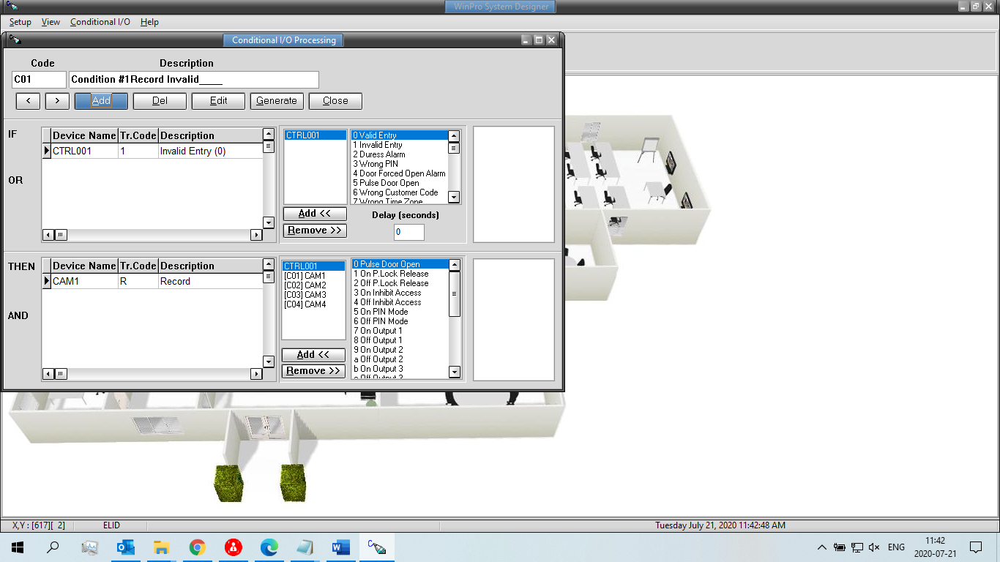 WinPro System Designer
Setup View Conditional I/O Help
Conditional I/O Processing
Code Description
C01 Condition #1Record Invalid____
< > Add Del Edit Generate Close
IF
OR
Device Name Tr.Code Description
CTRL001 1 Invalid Entry (0)
CTRL001
0 Valid Entry
1 Invalid Entry
2 Duress Alarm
3 Wrong PIN
4 Door Forced Open Alarm
5 Pulse Door Open
6 Wrong Customer Code
7 Wrong Time Zone
Add <<
Remove >>
Delay (seconds)
0
THEN
AND
Device Name Tr.Code Description
CAM1 R Record
CTRL001
[C01] CAM1
[C02] CAM2
[C03] CAM3
[C04] CAM4
0 Pulse Door Open
1 On P.Lock Release
2 Off P.Lock Release
3 On Inhibit Access
4 Off Inhibit Access
5 On PIN Mode
6 Off PIN Mode
7 On Output 1
8 Off Output 1
9 On Output 2
a Off Output 2
b On Output 3
c Off Output 3
Add <<
Remove >>
X,Y : [617][ 2] ELID Tuesday July 21, 2020 11:42:48 AM
ENG
11:42
2020-07-21